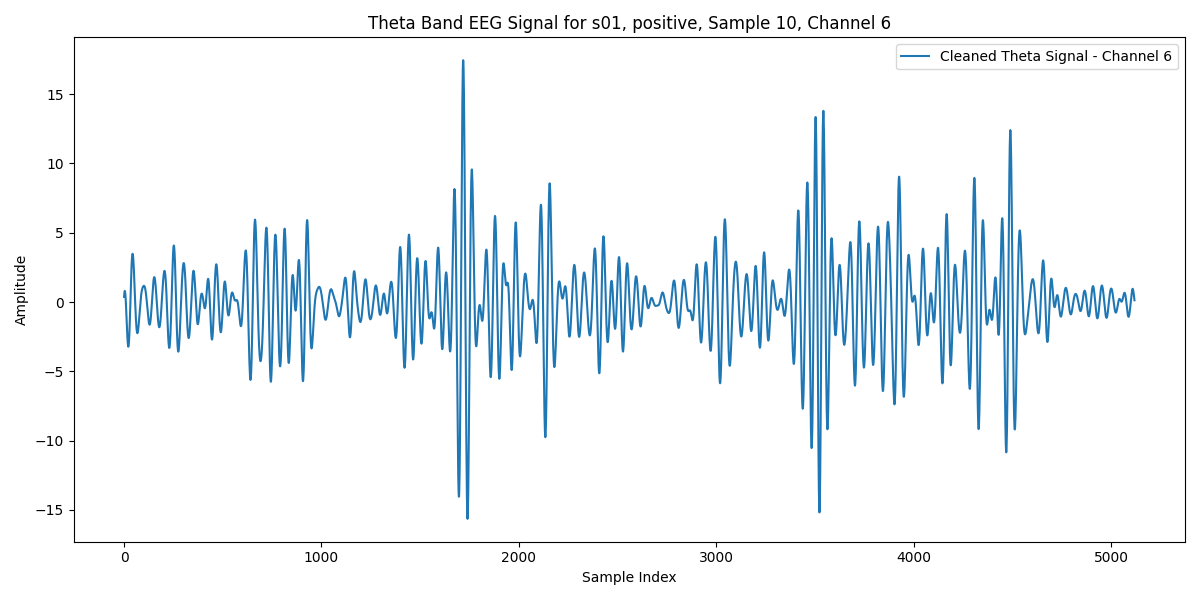 Theta Band EEG Signal for s01, positive, Sample 10, Channel 6
Cleaned Theta Signal - Channel 6
15
10
5
0
−5
−10
−15
Amplitude
0 1000 2000 3000 4000 5000
Sample Index